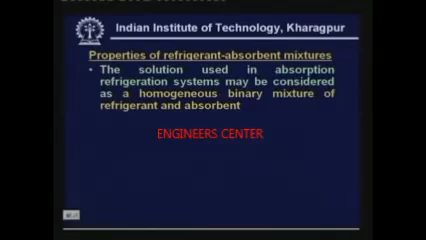 Indian Institute of Technology, Kharagpur
Properties of refrigerant-absorbent mixtures
• The solution used in absorption
refrigeration systems may be considered
as a homogeneous binary mixture of
refrigerant and absorbent
ENGINEERS CENTER